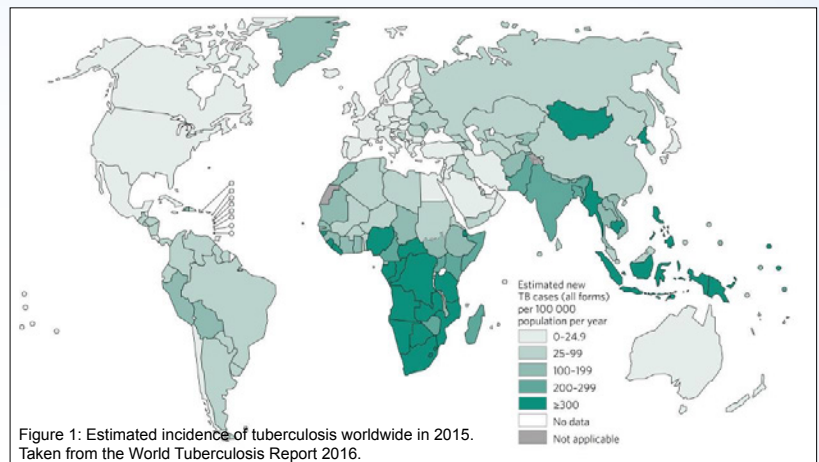 Estimated new
TB cases (all forms)
per 100 000
population per year
0-24.9
25-99
100-199
200-299
≥300
No data
Not applicable
Figure 1: Estimated incidence of tuberculosis worldwide in 2015.
Taken from the World Tuberculosis Report 2016.